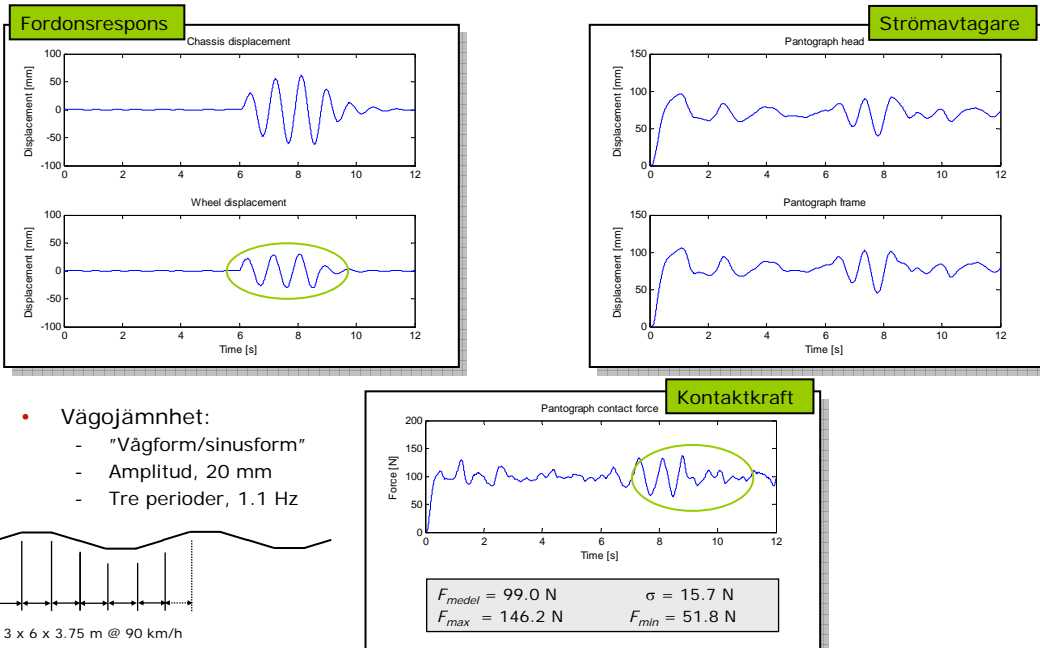 Fordonsrespons
Chassis displacement
Displacement [mm]
100
50
0
-50
-100
0 2 4 6 8 10 12
Wheel displacement
Displacement [mm]
100
50
0
-50
-100
0 2 4 6 8 10 12
Time [s]
Strömavtagare
Pantograph head
Displacement [mm]
150
100
50
0
0 2 4 6 8 10 12
Pantograph frame
Displacement [mm]
150
100
50
0
0 2 4 6 8 10 12
Time [s]
• Vägojämnhet:
- ”Vågform/sinusform”
- Amplitud, 20 mm
- Tre perioder, 1.1 Hz
3 x 6 x 3.75 m @ 90 km/h
Kontaktkraft
Pantograph contact force
Force [N]
200
150
100
50
0
0 2 4 6 8 10 12
Time [s]
Fmedel = 99.0 N σ = 15.7 N
Fmax = 146.2 N Fmin = 51.8 N